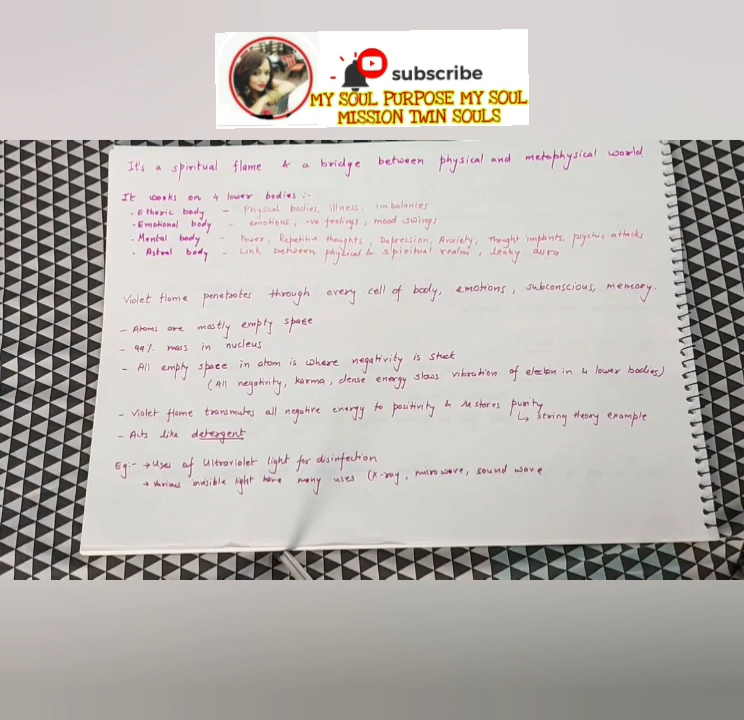 subscribe
MY SOUL PURPOSE MY SOUL
MISSION TWIN SOULS
It's a spiritual flame & a bridge between physical and metaphysical world
It works on 4 lower bodies :-
- Etheric body - Physical bodies, illness, imbalances
- Emotional body - emotions, -ve feelings, mood swings
- Mental body - Power, Repetitive thoughts, Depression, Anxiety, Thought implants, psychic attacks
- Astral body - Link between physical & spiritual realm, leaky aura
Violet flame penetrates through every cell of body, emotions, subconscious, memory.
- Atoms are mostly empty space
- 99% mass in nucleus
- All empty space in atom is where negativity is stuck
(All negativity, karma, dense energy slows vibration of electon in 4 lower bodies)
- Violet flame transmutes all negative energy to positivity & restores purity
↳ string theory example
- Acts like detergent
Eg:- → Uses of Ultraviolet light for disinfection
→ Various invisible light have many uses (X-ray, microwave, sound wave